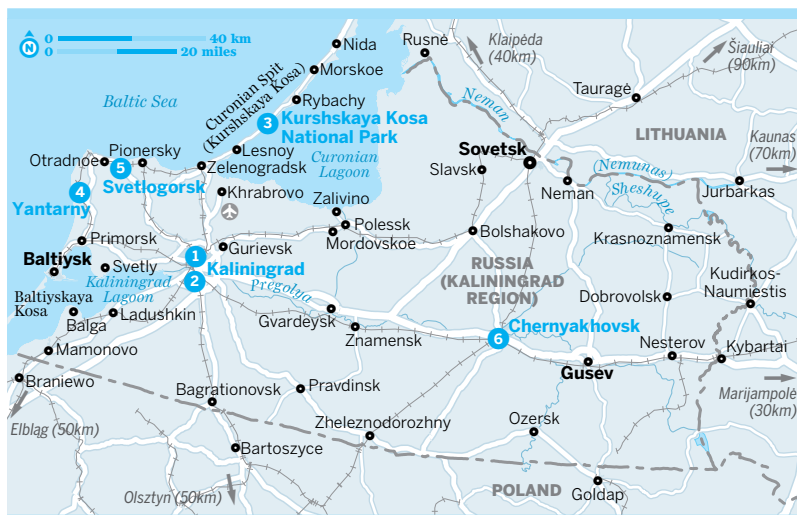 N
0 40 km
0 20 miles
Nida
Rusnė
Klaipėda
(40km)
Šiauliai
(90km)
Morskoe
Tauragė
Baltic Sea
Curonian Spit
(Kurshskaya Kosa)
Rybachy
Neman
3
Kurshskaya Kosa
National Park
LITHUANIA
Kaunas
(70km)
Otradnoe
Pionersky
5
Svetlogorsk
Lesnoy
Zelenogradsk
Curonian
Lagoon
Sovetsk
Slavsk
(Nemunas)
Neman
Sheshupe
Jurbarkas
4
Yantarny
Khrabrovo
Zalivino
Polessk
Mordovskoe
Bolshakovo
Krasnoznamensk
Primorsk
Gurievsk
1
Kaliningrad
2
Baltiysk
Svetly
Kaliningrad
Lagoon
RUSSIA
(KALININGRAD
REGION)
Kudirkos-
Naumiestis
Baltiyskaya
Kosa
Balga
Ladushkin
Pregolya
Gvardeysk
Znamensk
Dobrovolsk
6
Chernyakhovsk
Mamonovo
Nesterov
Kybartai
Gusev
Braniewo
Bagrationovsk
Pravdinsk
Marijampolė
(30km)
Elbląg (50km)
Zheleznodorozhny
Ozersk
Bartoszyce
Olsztyn (50km)
POLAND
Goldap